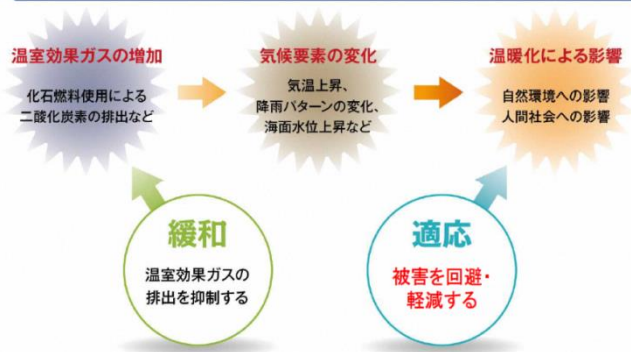 温室効果ガスの増加
化石燃料使用による
二酸化炭素の排出など
気候要素の変化
気温上昇、
降雨パターンの変化、
海面水位上昇など
温暖化による影響
自然環境への影響
人間社会への影響
緩和
温室効果ガスの
排出を抑制する
適応
被害を回避・
軽減する